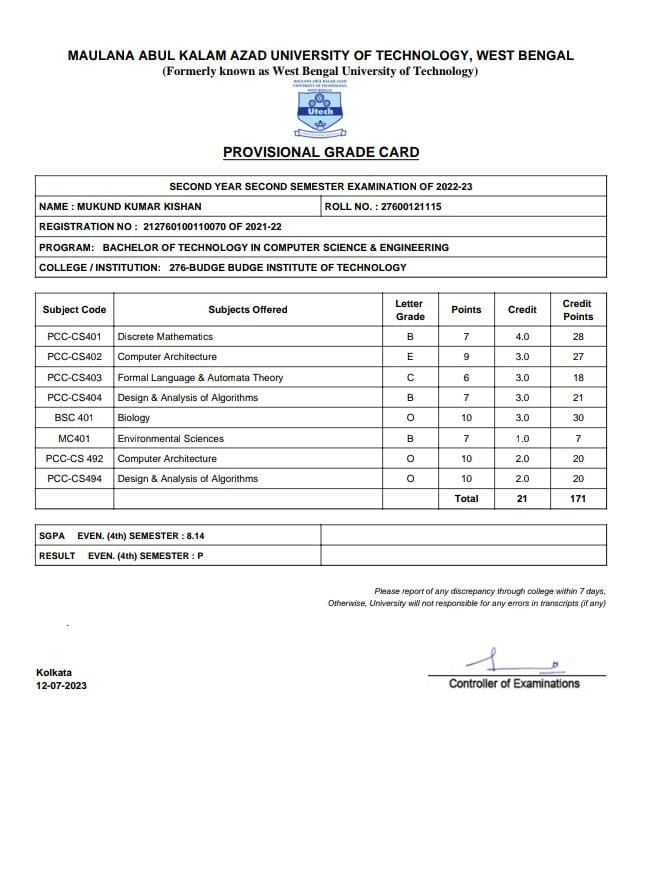 MAULANA ABUL KALAM AZAD UNIVERSITY OF TECHNOLOGY, WEST BENGAL
(Formerly known as West Bengal University of Technology)
MAULANA ABUL KALAM AZAD
UNIVERSITY OF TECHNOLOGY,
WEST BENGAL
Utech
PROVISIONAL GRADE CARD
SECOND YEAR SECOND SEMESTER EXAMINATION OF 2022-23
NAME : MUKUND KUMAR KISHAN ROLL NO. : 27600121115
REGISTRATION NO : 212760100110070 OF 2021-22
PROGRAM: BACHELOR OF TECHNOLOGY IN COMPUTER SCIENCE & ENGINEERING
COLLEGE / INSTITUTION: 276-BUDGE BUDGE INSTITUTE OF TECHNOLOGY
Subject Code Subjects Offered Letter Grade Points Credit Credit Points
PCC-CS401 Discrete Mathematics B 7 4.0 28
PCC-CS402 Computer Architecture E 9 3.0 27
PCC-CS403 Formal Language & Automata Theory C 6 3.0 18
PCC-CS404 Design & Analysis of Algorithms B 7 3.0 21
BSC 401 Biology O 10 3.0 30
MC401 Environmental Sciences B 7 1.0 7
PCC-CS 492 Computer Architecture O 10 2.0 20
PCC-CS494 Design & Analysis of Algorithms O 10 2.0 20
Total 21 171
SGPA EVEN. (4th) SEMESTER : 8.14
RESULT EVEN. (4th) SEMESTER : P
Please report of any discrepancy through college within 7 days,
Otherwise, University will not responsible for any errors in transcripts (if any)
.
Kolkata
12-07-2023
Controller of Examinations